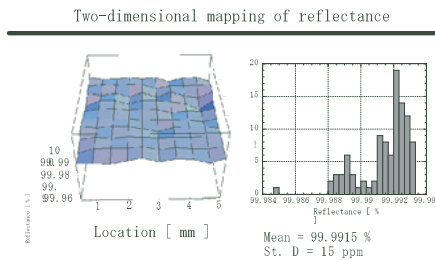 Two-dimensional mapping of reflectance
20
15
10
5
0
99.984 99.986 99.988 99.99 99.992 99.99
Reflectance [ %
]
10
99.99
99.98
99.
99.96
1 2 3 4 5
Reflectance [ % ]
Location [ mm ]
Mean = 99.9915 %
St. D = 15 ppm